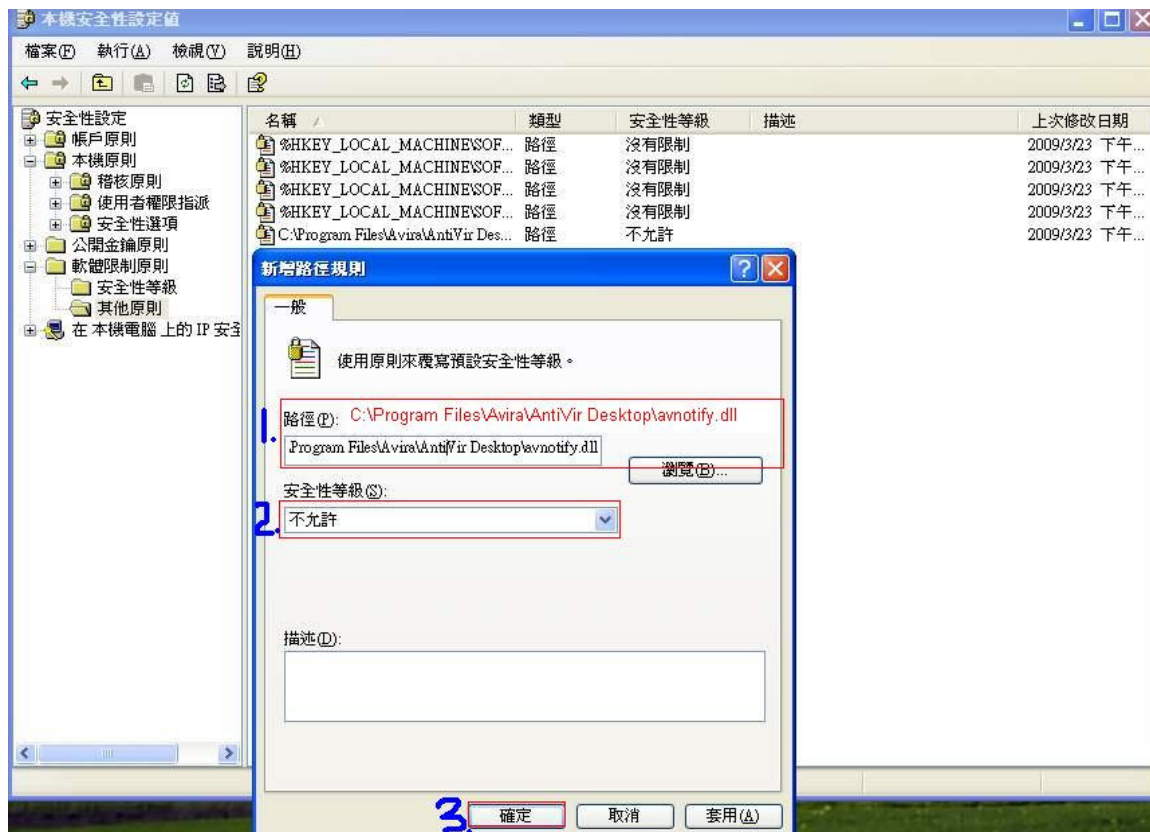 本機安全性設定值
檔案(F) 執行(A) 檢視(V) 說明(H)
安全性設定
帳戶原則
本機原則
稽核原則
使用者權限指派
安全性選項
公開金鑰原則
軟體限制原則
安全性等級
其他原則
在 本機電腦 上的 IP 安全
名稱 類型 安全性等級 描述 上次修改日期
%HKEY_LOCAL_MACHINE\SOF... 路徑 沒有限制 2009/3/23 下午...
%HKEY_LOCAL_MACHINE\SOF... 路徑 沒有限制 2009/3/23 下午...
%HKEY_LOCAL_MACHINE\SOF... 路徑 沒有限制 2009/3/23 下午...
%HKEY_LOCAL_MACHINE\SOF... 路徑 沒有限制 2009/3/23 下午...
C:\Program Files\Avira\AntiVir Des... 路徑 不允許 2009/3/23 下午...
新增路徑規則
一般
使用原則來覆寫預設安全性等級。
1.
路徑(P): C:\Program Files\Avira\AntiVir Desktop\avnotify.dll
Program Files\Avira\AntiVir Desktop\avnotify.dll
瀏覽(B)...
安全性等級(S):
2.
不允許
描述(D):
3.
確定 取消 套用(A)